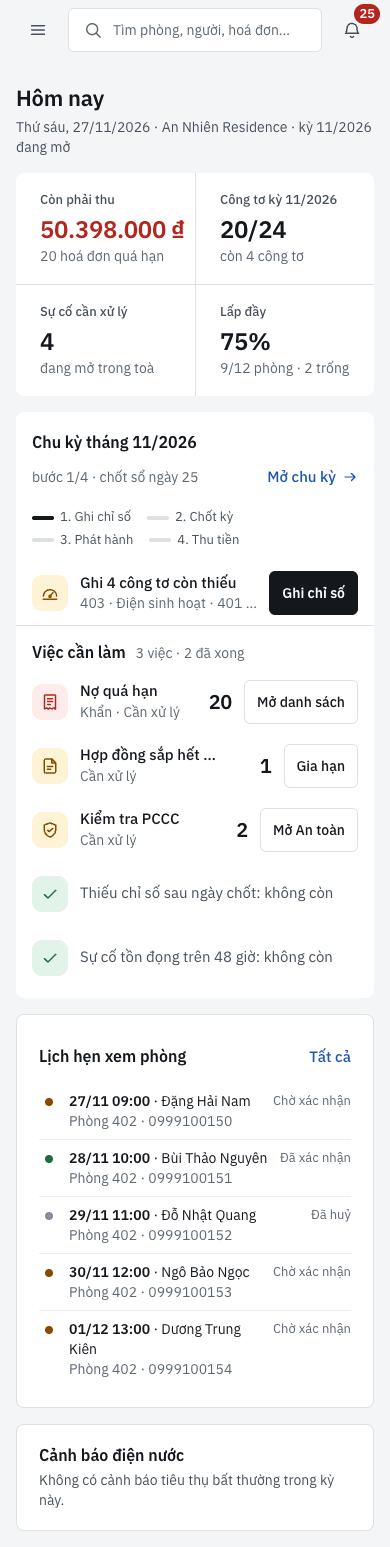 Tìm phòng, người, hoá đơn...
25
Hôm nay
Thứ sáu, 27/11/2026 · An Nhiên Residence · kỳ 11/2026
đang mở
Còn phải thu
50.398.000 ₫
20 hoá đơn quá hạn
Công tơ kỳ 11/2026
20/24
còn 4 công tơ
Sự cố cần xử lý
4
đang mở trong toà
Lấp đầy
75%
9/12 phòng · 2 trống
Chu kỳ tháng 11/2026
bước 1/4 · chốt sổ ngày 25
Mở chu kỳ →
1. Ghi chỉ số
2. Chốt kỳ
3. Phát hành
4. Thu tiền
Ghi 4 công tơ còn thiếu
403 · Điện sinh hoạt · 401 ...
Ghi chỉ số
Việc cần làm 3 việc · 2 đã xong
Nợ quá hạn
Khẩn · Cần xử lý
20
Mở danh sách
Hợp đồng sắp hết ...
Cần xử lý
1
Gia hạn
Kiểm tra PCCC
Cần xử lý
2
Mở An toàn
Thiếu chỉ số sau ngày chốt: không còn
Sự cố tồn đọng trên 48 giờ: không còn
Lịch hẹn xem phòng
Tất cả
27/11 09:00 · Đặng Hải Nam
Chờ xác nhận
Phòng 402 · 0999100150
28/11 10:00 · Bùi Thảo Nguyên
Đã xác nhận
Phòng 402 · 0999100151
29/11 11:00 · Đỗ Nhật Quang
Đã huỷ
Phòng 402 · 0999100152
30/11 12:00 · Ngô Bảo Ngọc
Chờ xác nhận
Phòng 402 · 0999100153
01/12 13:00 · Dương Trung
Kiên
Chờ xác nhận
Phòng 402 · 0999100154
Cảnh báo điện nước
Không có cảnh báo tiêu thụ bất thường trong kỳ
này.